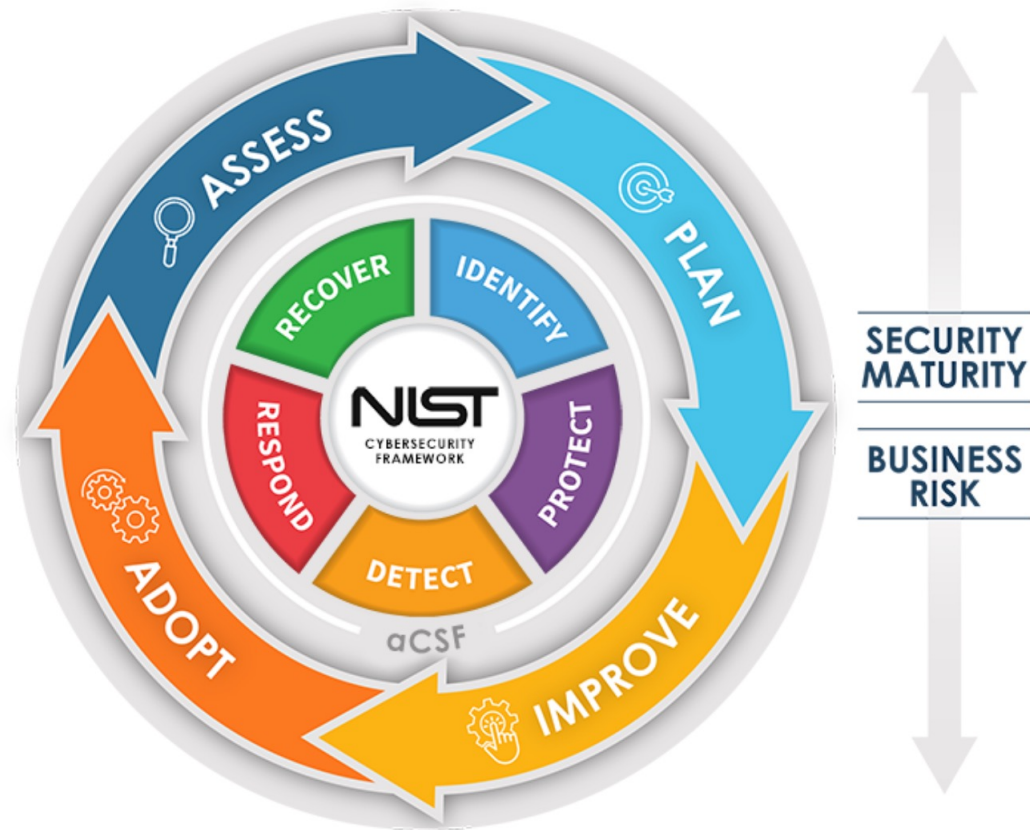 ASSESS
PLAN
IMPROVE
ADOPT
RECOVER
IDENTIFY
PROTECT
DETECT
RESPOND
NIST
CYBERSECURITY
FRAMEWORK
aCSF
SECURITY
MATURITY
BUSINESS
RISK